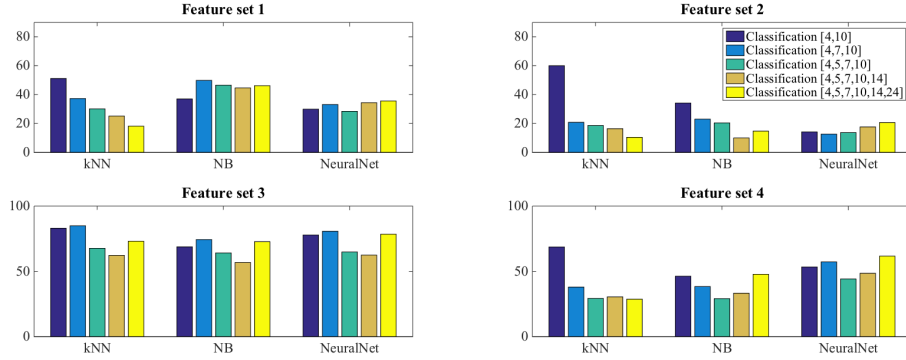 Feature set 1
80
60
40
20
0
kNN NB NeuralNet
Feature set 2
80
60
40
20
0
kNN NB NeuralNet
Classification [4,10]
Classification [4,7,10]
Classification [4,5,7,10]
Classification [4,5,7,10,14]
Classification [4,5,7,10,14,24]
Feature set 3
100
50
0
kNN NB NeuralNet
Feature set 4
100
50
0
kNN NB NeuralNet